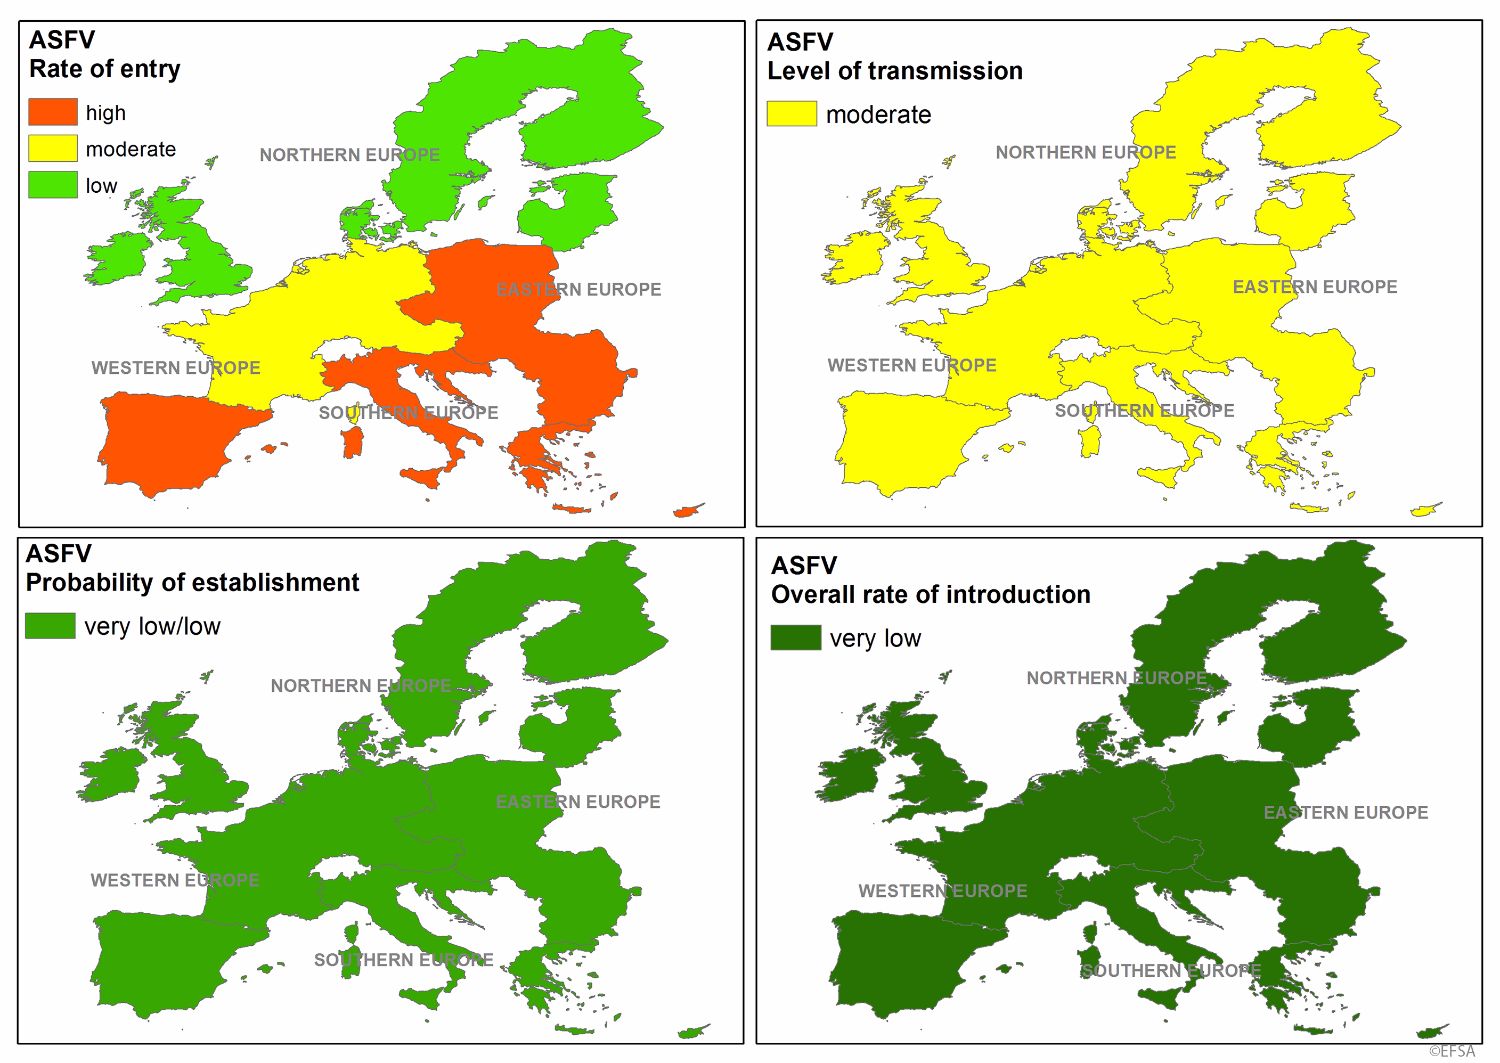 ASFV
Rate of entry
high
moderate
low
NORTHERN EUROPE
EASTERN EUROPE
WESTERN EUROPE
SOUTHERN EUROPE
ASFV
Level of transmission
moderate
NORTHERN EUROPE
EASTERN EUROPE
WESTERN EUROPE
SOUTHERN EUROPE
ASFV
Probability of establishment
very low/low
NORTHERN EUROPE
EASTERN EUROPE
WESTERN EUROPE
SOUTHERN EUROPE
ASFV
Overall rate of introduction
very low
NORTHERN EUROPE
EASTERN EUROPE
WESTERN EUROPE
SOUTHERN EUROPE
©EFSA